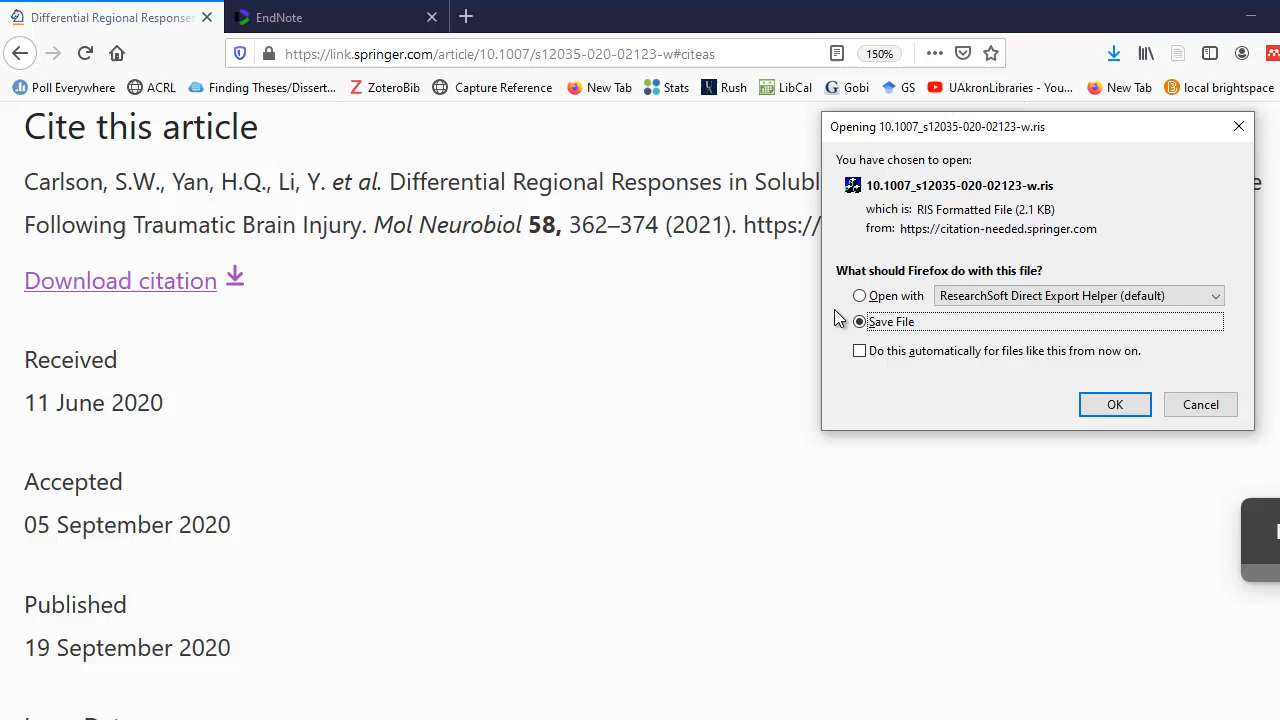 Differential Regional Responses
EndNote
https://link.springer.com/article/10.1007/s12035-020-02123-w#citeas
150%
Poll Everywhere
ACRL
Finding Theses/Dissert...
ZoteroBib
Capture Reference
New Tab
Stats
Rush
LibCal
Gobi
GS
UAkronLibraries - You...
New Tab
local brightspace
Cite this article
Carlson, S.W., Yan, H.Q., Li, Y. et al. Differential Regional Responses in Solubl
Following Traumatic Brain Injury. Mol Neurobiol 58, 362–374 (2021). https://
Download citation
Received
11 June 2020
Accepted
05 September 2020
Published
19 September 2020
Opening 10.1007_s12035-020-02123-w.ris
You have chosen to open:
10.1007_s12035-020-02123-w.ris
which is: RIS Formatted File (2.1 KB)
from: https://citation-needed.springer.com
What should Firefox do with this file?
Open with ResearchSoft Direct Export Helper (default)
Save File
Do this automatically for files like this from now on.
OK
Cancel